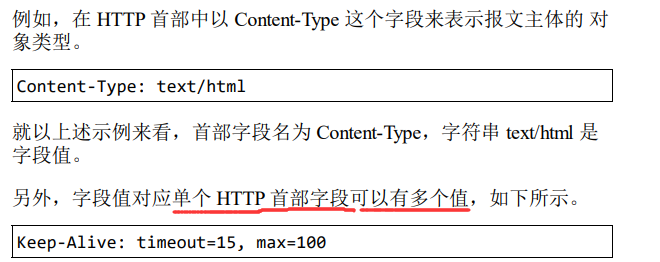 例如，在 HTTP 首部中以 Content-Type 这个字段来表示报文主体的 对
象类型。
Content-Type: text/html
就以上述示例来看，首部字段名为 Content-Type，字符串 text/html 是
字段值。
另外，字段值对应单个 HTTP 首部字段可以有多个值，如下所示。
Keep-Alive: timeout=15, max=100